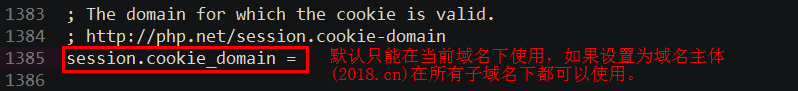 1383 ; The domain for which the cookie is valid.
1384 ; http://php.net/session.cookie-domain
1385 session.cookie_domain = 默认只能在当前域名下使用，如果设置为域名主体
(2018.cn)在所有子域名下都可以使用。
1386